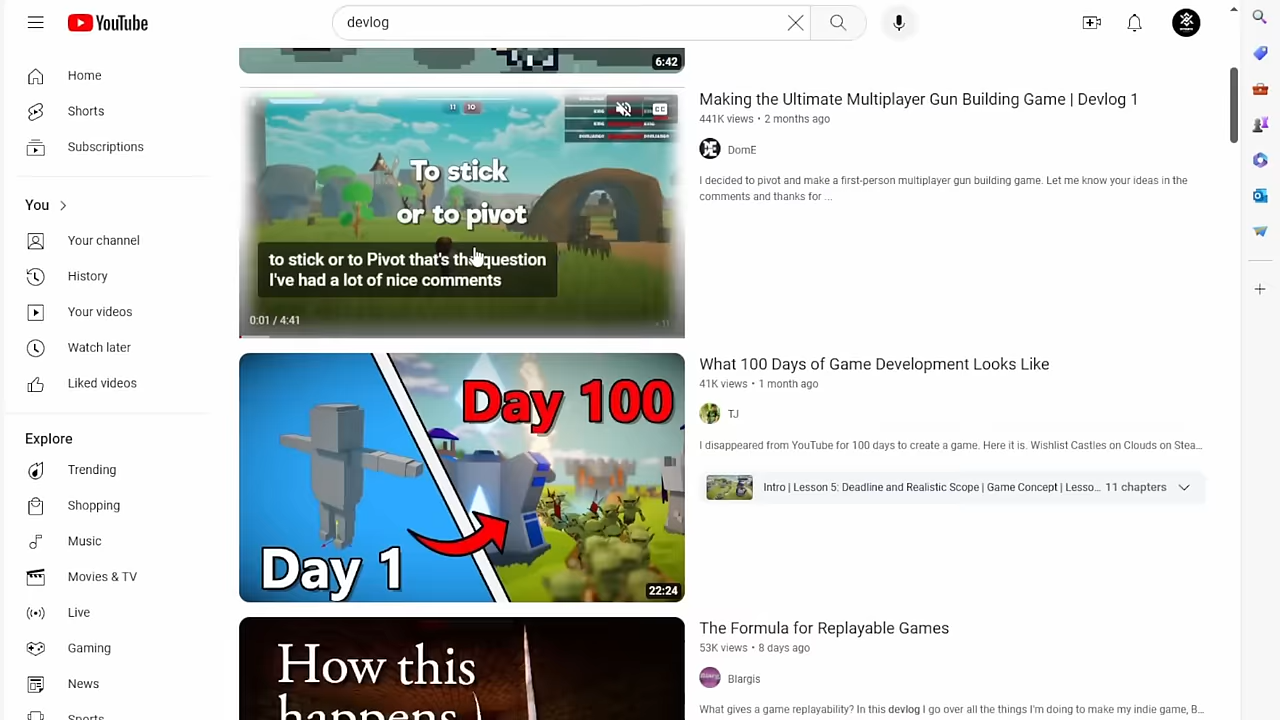 YouTube
devlog
Home
Shorts
Subscriptions
You
Your channel
History
Your videos
Watch later
Liked videos
Explore
Trending
Shopping
Music
Movies & TV
Live
Gaming
News
Sports
6:42
11 10
CC
To stick
or to pivot
to stick or to Pivot that's the question
I've had a lot of nice comments
0:01 / 4:41
Making the Ultimate Multiplayer Gun Building Game | Devlog 1
441K views • 2 months ago
DomE
I decided to pivot and make a first-person multiplayer gun building game. Let me know your ideas in the
comments and thanks for ...
Day 100
Day 1
22:24
What 100 Days of Game Development Looks Like
41K views • 1 month ago
TJ
I disappeared from YouTube for 100 days to create a game. Here it is. Wishlist Castles on Clouds on Stea...
Intro | Lesson 5: Deadline and Realistic Scope | Game Concept | Lesso... 11 chapters
How this
happens
The Formula for Replayable Games
53K views • 8 days ago
Blargis
What gives a game replayability? In this devlog I go over all the things I'm doing to make my indie game, B...